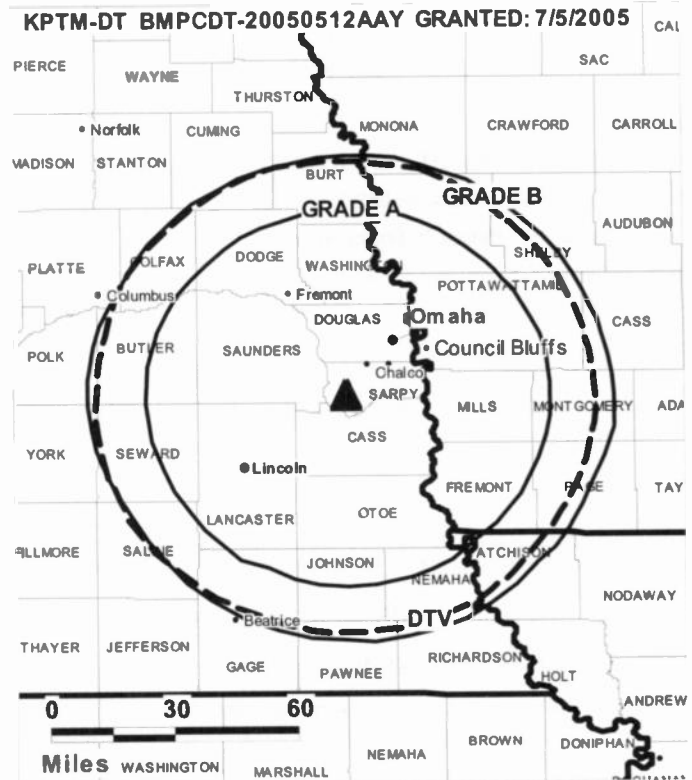 KPTM-DT BMPCDT-20050512AAY GRANTED: 7/5/2005
CAL
PIERCE
SAC
WAYNE
THURSTON
Norfolk
CUMING
MONONA
CRAWFORD
CARROLL
MADISON
STANTON
BURT
GRADE B
GRADE A
AUDUBON
SHELBY
COLFAX
DODGE
PLATTE
WASHINGTON
POTTAWATTAMIE
Columbus
Fremont
DOUGLAS
Omaha
CASS
POLK
BUTLER
SAUNDERS
Council Bluffs
Chalco
SARPY
MILLS
MONTGOMERY
ADA
CASS
YORK
SEWARD
Lincoln
FREMONT
PAGE
TAY
LANCASTER
OTOE
FILLMORE
SALINE
JOHNSON
ATCHISON
NEMAHA
NODAWAY
Beatrice
DTV
THAYER
JEFFERSON
GAGE
PAWNEE
RICHARDSON
HOLT
0 30 60
ANDREW
Miles
WASHINGTON
MARSHALL
NEMAHA
BROWN
DONIPHAN